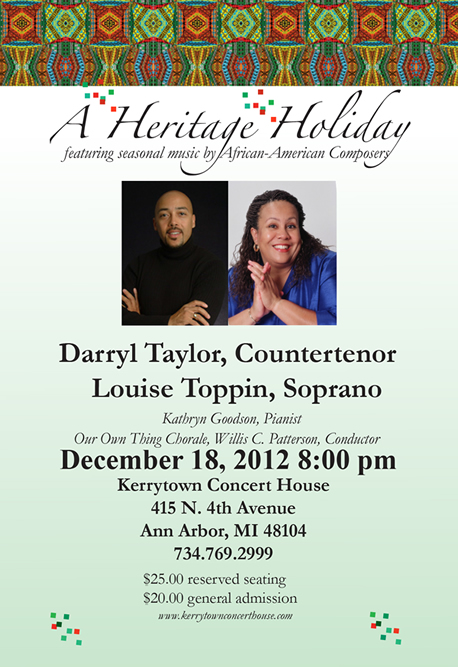 A Heritage Holiday
featuring seasonal music by African-American Composers
Darryl Taylor, Countertenor
Louise Toppin, Soprano
Kathryn Goodson, Pianist
Our Own Thing Chorale, Willis C. Patterson, Conductor
December 18, 2012 8:00 pm
Kerrytown Concert House
415 N. 4th Avenue
Ann Arbor, MI 48104
734.769.2999
$25.00 reserved seating
$20.00 general admission
www.kerrytownconcerthouse.com